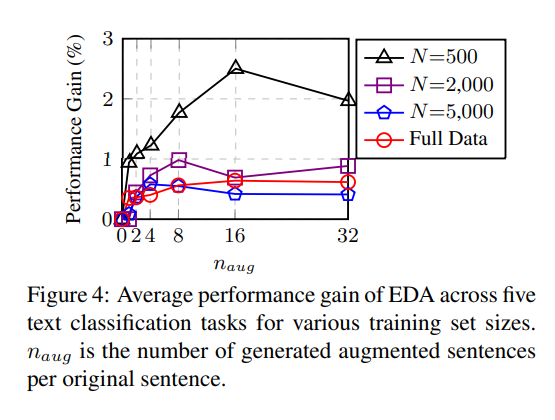 3
2
1
0
Performance Gain (%)
0 2 4 8 16 32
n_aug
N=500
N=2,000
N=5,000
Full Data
Figure 4: Average performance gain of EDA across five
text classification tasks for various training set sizes.
n_aug is the number of generated augmented sentences
per original sentence.